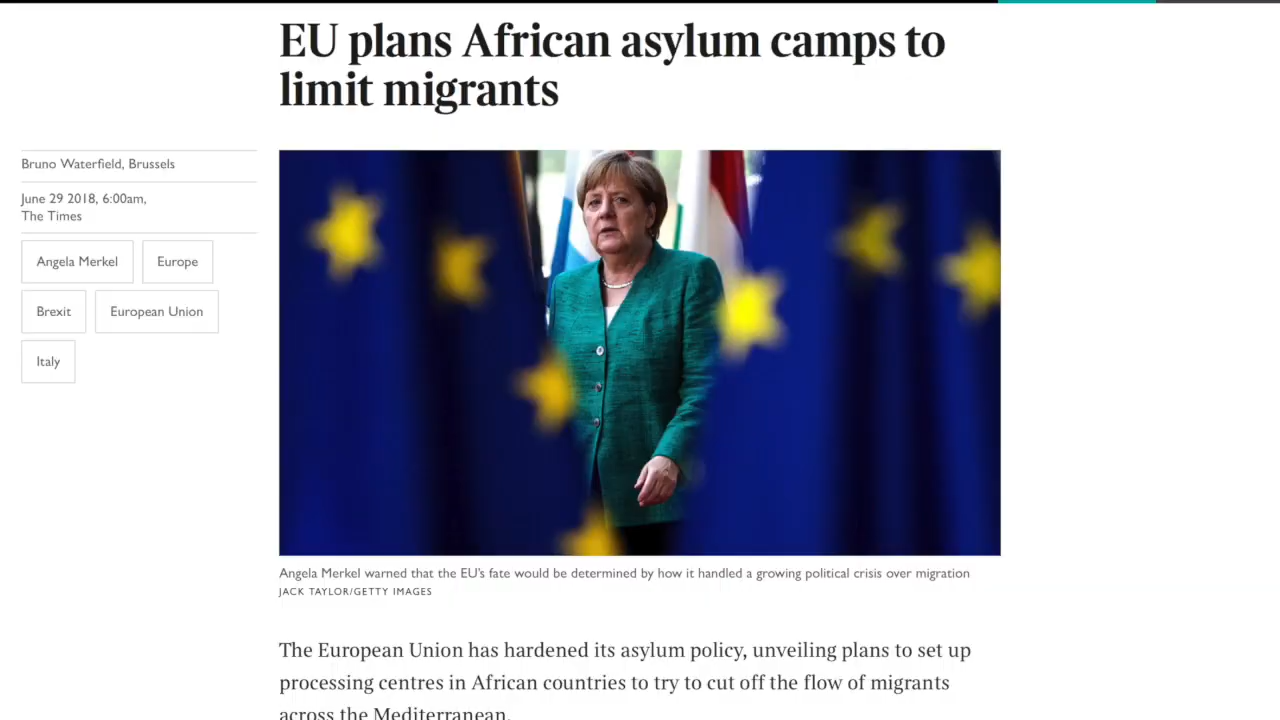 EU plans African asylum camps to
limit migrants
Bruno Waterfield, Brussels
June 29 2018, 6:00am,
The Times
Angela Merkel
Europe
Brexit
European Union
Italy
Angela Merkel warned that the EU's fate would be determined by how it handled a growing political crisis over migration
JACK TAYLOR/GETTY IMAGES
The European Union has hardened its asylum policy, unveiling plans to set up
processing centres in African countries to try to cut off the flow of migrants
across the Mediterranean.